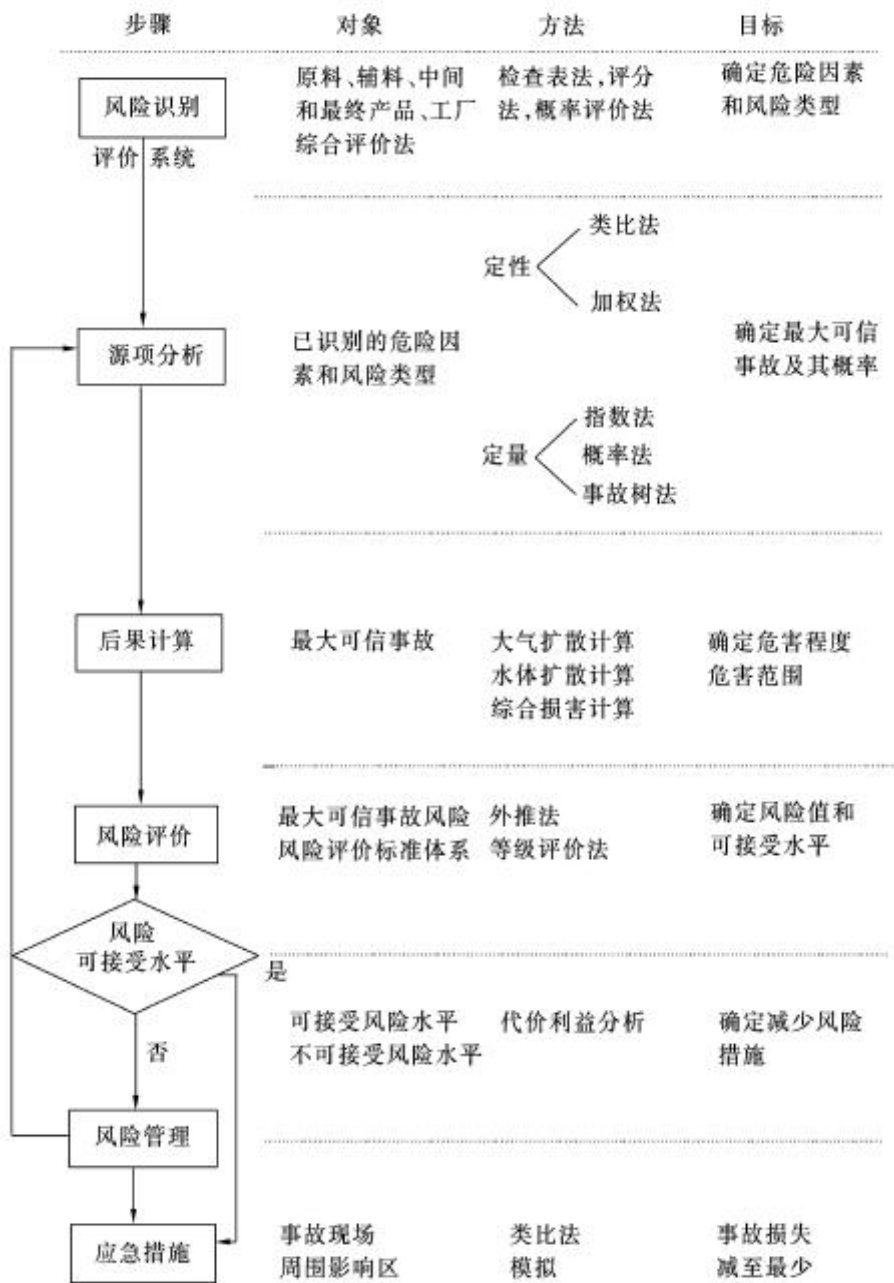 步骤 对象 方法 目标
风险识别
评价 系统
原料、辅料、中间
和最终产品、工厂
综合评价法
检查表法,评分
法,概率评价法
确定危险因素
和风险类型
源项分析
已识别的危险因
素和风险类型
定性
类比法
加权法
定量
指数法
概率法
事故树法
确定最大可信
事故及其概率
后果计算
最大可信事故
大气扩散计算
水体扩散计算
综合损害计算
确定危害程度
危害范围
风险评价
最大可信事故风险
风险评价标准体系
外推法
等级评价法
确定风险值和
可接受水平
风险
可接受水平
是
否
可接受风险水平
不可接受风险水平
代价利益分析
确定减少风险
措施
风险管理
应急措施
事故现场
周围影响区
类比法
模拟
事故损失
减至最少